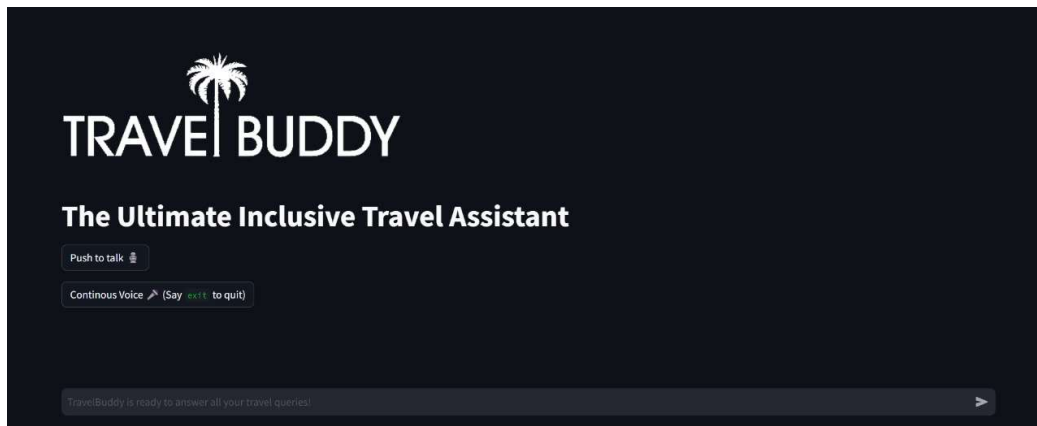 TRAVEL BUDDY
The Ultimate Inclusive Travel Assistant
Push to talk
Continous Voice (Say exit to quit)
TravelBuddy is ready to answer all your travel queries!